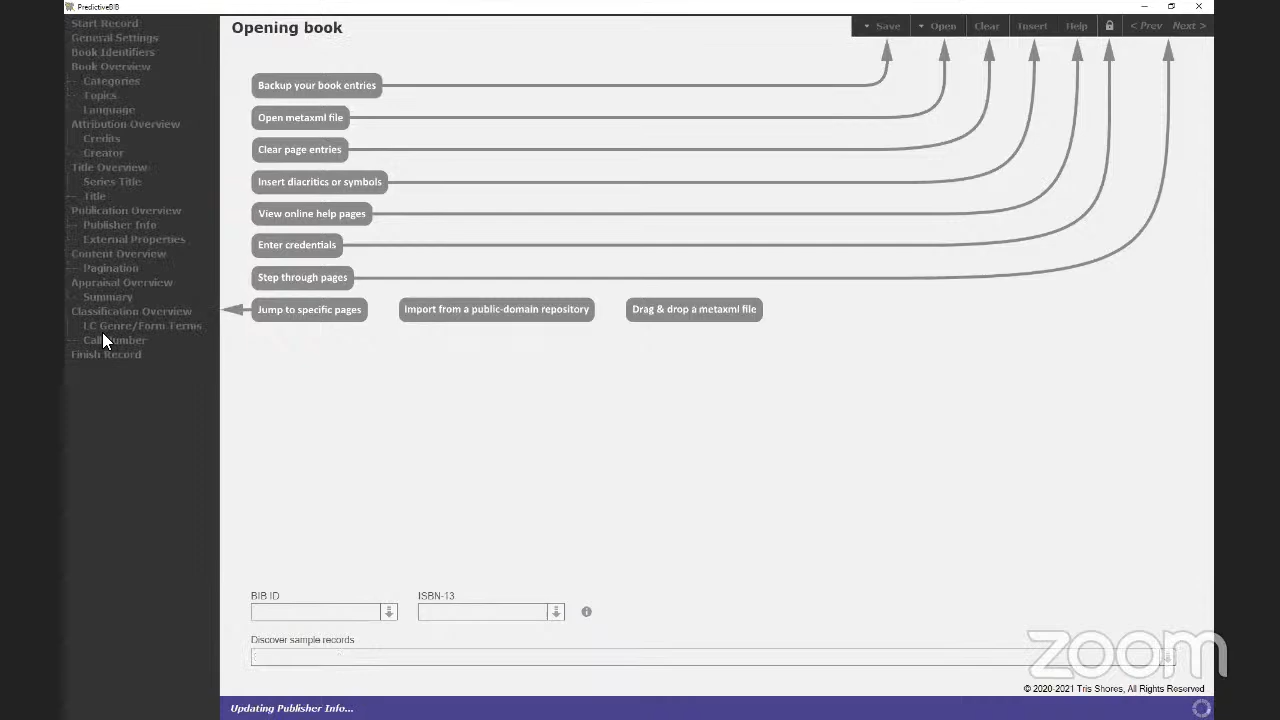 PredictiveBIB
Start Record
General Settings
Book Identifiers
Book Overview
Categories
Topics
Language
Attribution Overview
Credits
Creator
Title Overview
Series Title
Title
Publication Overview
Publisher Info
External Properties
Content Overview
Pagination
Appraisal Overview
Summary
Classification Overview
LC Genre/Form Terms
Call Number
Finish Record
Opening book
Save Open Clear Insert Help < Prev Next >
Backup your book entries
Open metaxml file
Clear page entries
Insert diacritics or symbols
View online help pages
Enter credentials
Step through pages
Jump to specific pages Import from a public-domain repository Drag & drop a metaxml file
BIB ID ISBN-13
Discover sample records
zoom
© 2020-2021 Tris Shores, All Rights Reserved
Updating Publisher Info...